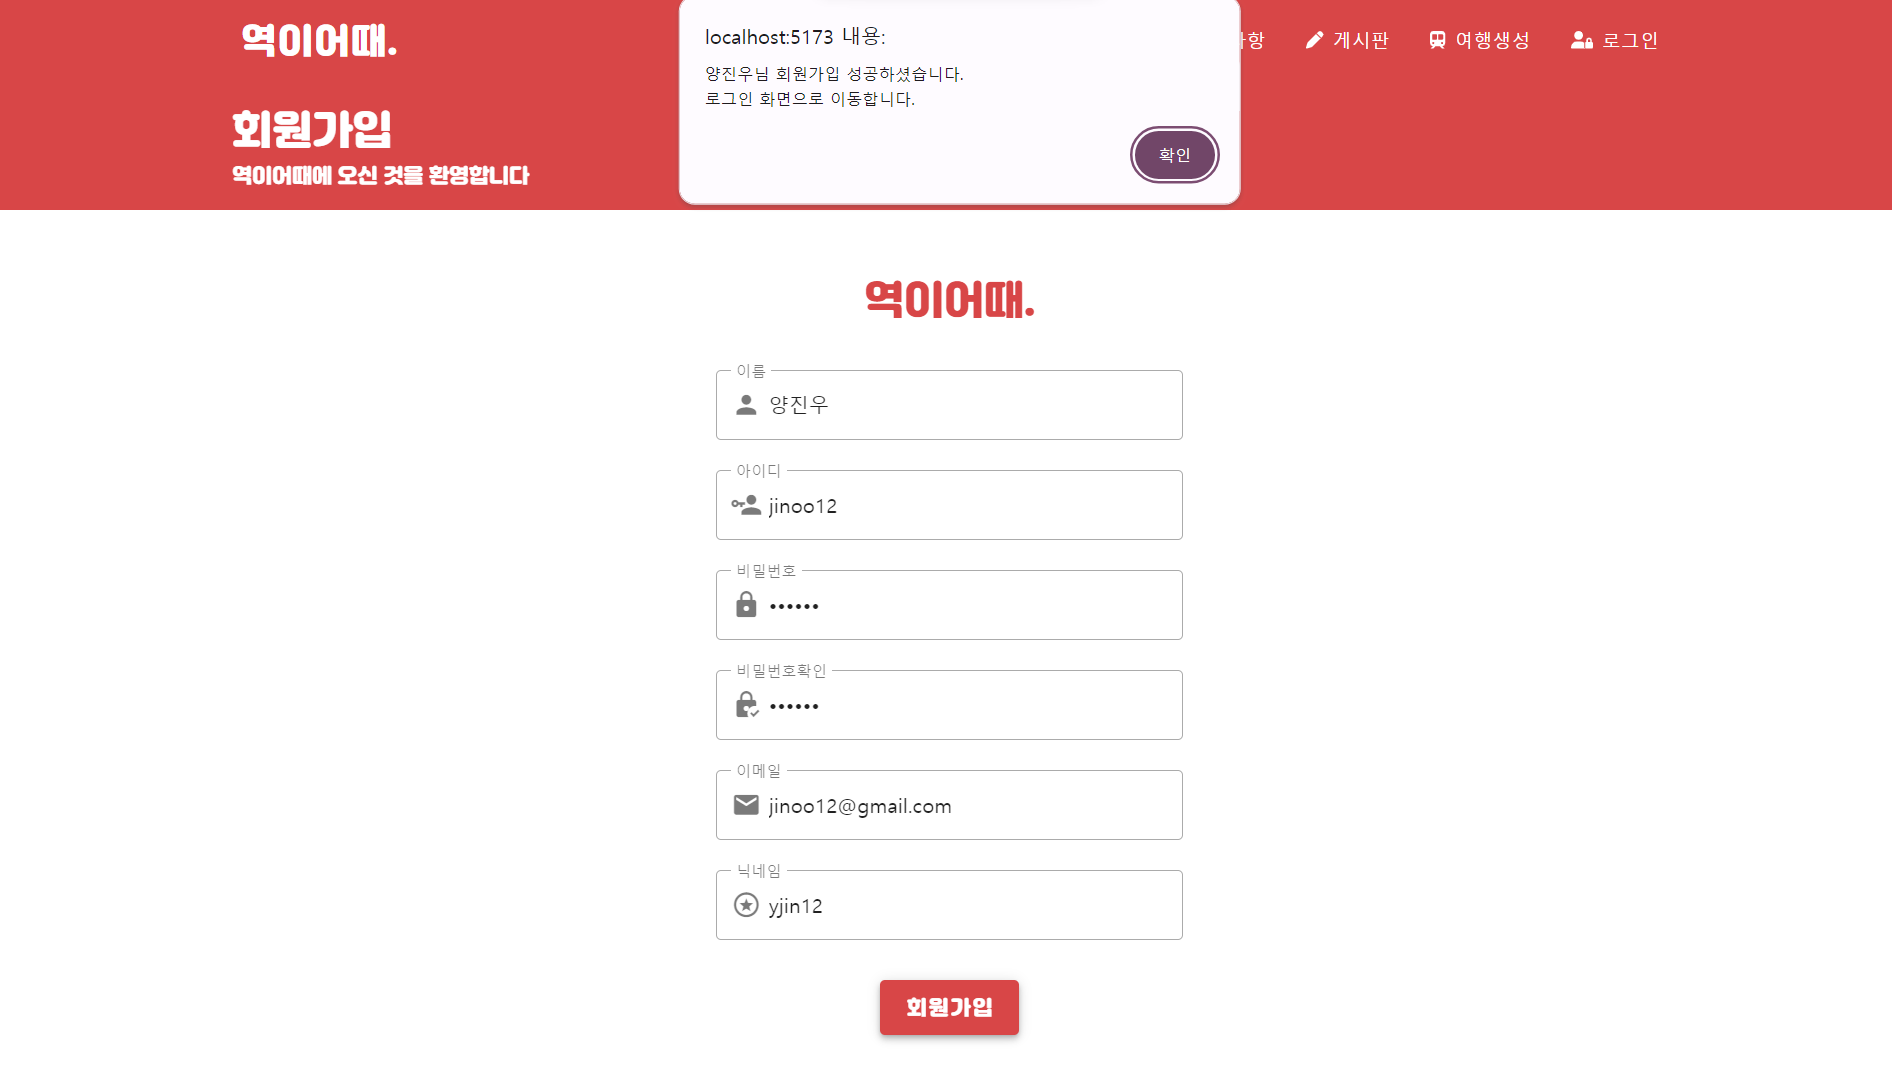 역이어때.
게시판
여행생성
로그인
localhost:5173 내용:
양진우님 회원가입 성공하셨습니다.
로그인 화면으로 이동합니다.
확인
회원가입
역이어때에 오신 것을 환영합니다
역이어때.
이름
양진우
아이디
jinoo12
비밀번호
••••••
비밀번호확인
••••••
이메일
jinoo12@gmail.com
닉네임
yjin12
회원가입